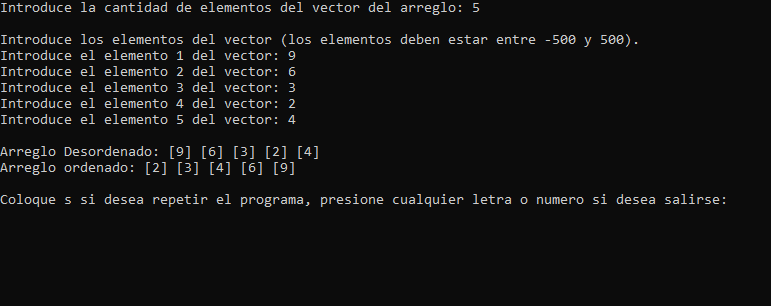 Introduce la cantidad de elementos del vector del arreglo: 5
Introduce los elementos del vector (los elementos deben estar entre -500 y 500).
Introduce el elemento 1 del vector: 9
Introduce el elemento 2 del vector: 6
Introduce el elemento 3 del vector: 3
Introduce el elemento 4 del vector: 2
Introduce el elemento 5 del vector: 4
Arreglo Desordenado: [9] [6] [3] [2] [4]
Arreglo ordenado: [2] [3] [4] [6] [9]
Coloque s si desea repetir el programa, presione cualquier letra o numero si desea salirse: